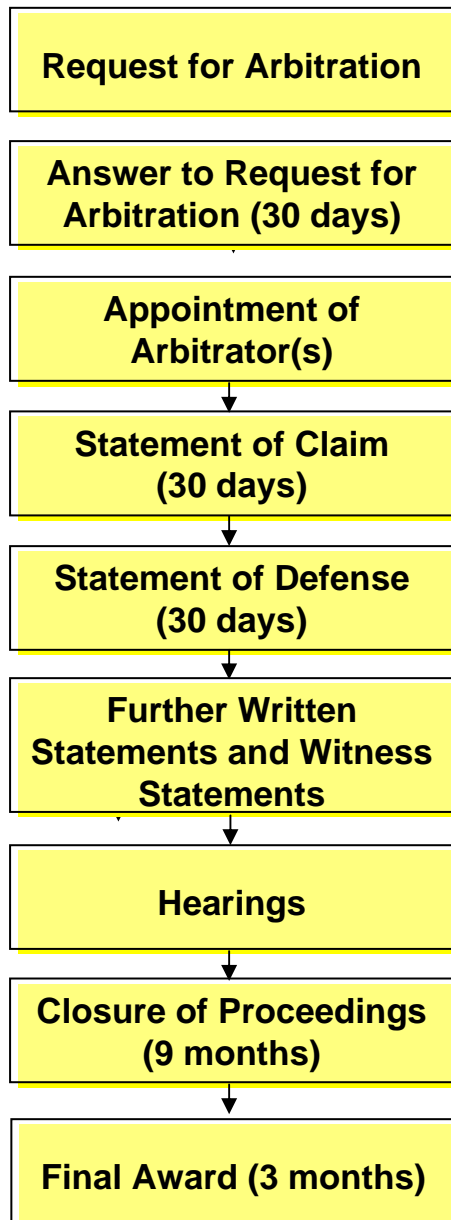 Request for Arbitration
Answer to Request for
Arbitration (30 days)
Appointment of
Arbitrator(s)
Statement of Claim
(30 days)
Statement of Defense
(30 days)
Further Written
Statements and Witness
Statements
Hearings
Closure of Proceedings
(9 months)
Final Award (3 months)